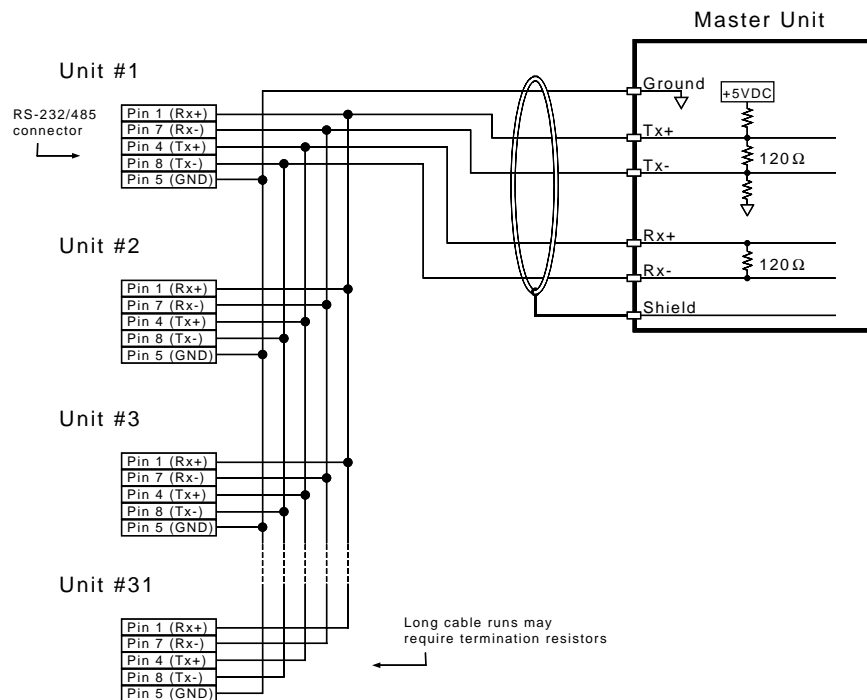 Master Unit
Unit #1
RS-232/485
connector
Pin 1 (Rx+)
Pin 7 (Rx-)
Pin 4 (Tx+)
Pin 8 (Tx-)
Pin 5 (GND)
Ground
+5VDC
Tx+
120Ω
Tx-
Rx+
120Ω
Rx-
Shield
Unit #2
Pin 1 (Rx+)
Pin 7 (Rx-)
Pin 4 (Tx+)
Pin 8 (Tx-)
Pin 5 (GND)
Unit #3
Pin 1 (Rx+)
Pin 7 (Rx-)
Pin 4 (Tx+)
Pin 8 (Tx-)
Pin 5 (GND)
Unit #31
Pin 1 (Rx+)
Pin 7 (Rx-)
Pin 4 (Tx+)
Pin 8 (Tx-)
Pin 5 (GND)
Long cable runs may
require termination resistors